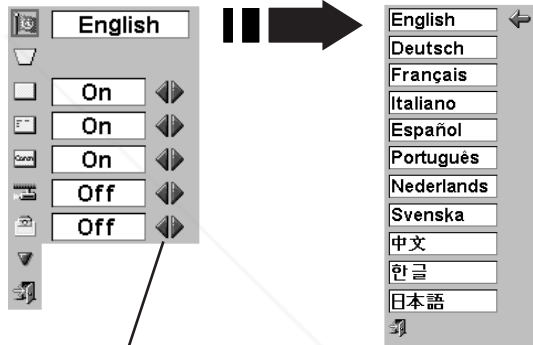 English
On
On
Canon
On
Off
Off
English
Deutsch
Français
Italiano
Español
Português
Nederlands
Svenska
中文
한글
日本語